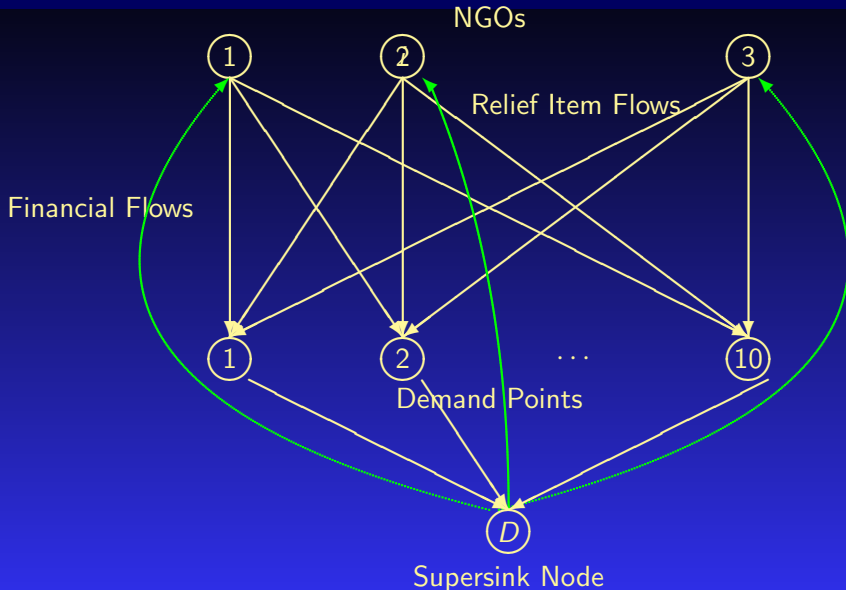 NGOs
1 2 3
Relief Item Flows
Financial Flows
1 2 ... 10
Demand Points
D
Supersink Node